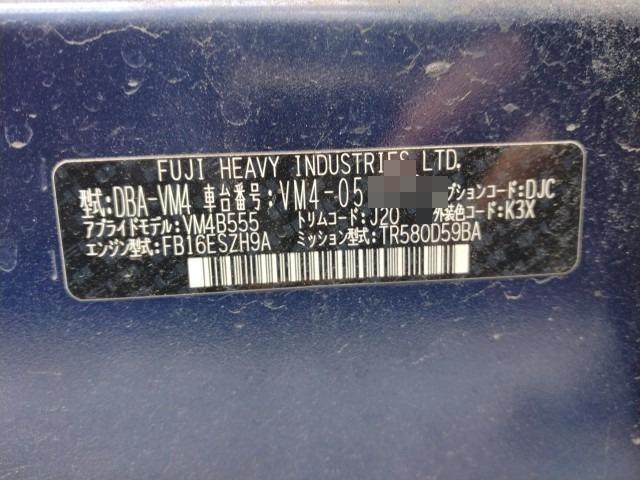 FUJI HEAVY INDUSTRIES LTD.
型式:DBA-VM4 車台番号:VM4-05 プションコード:DJC
アプライドモデル:VM4B555 トリムコード:J20 外装色コード:K3X
エンジン型式:FB16ESZH9A ミッション型式:TR580D59BA